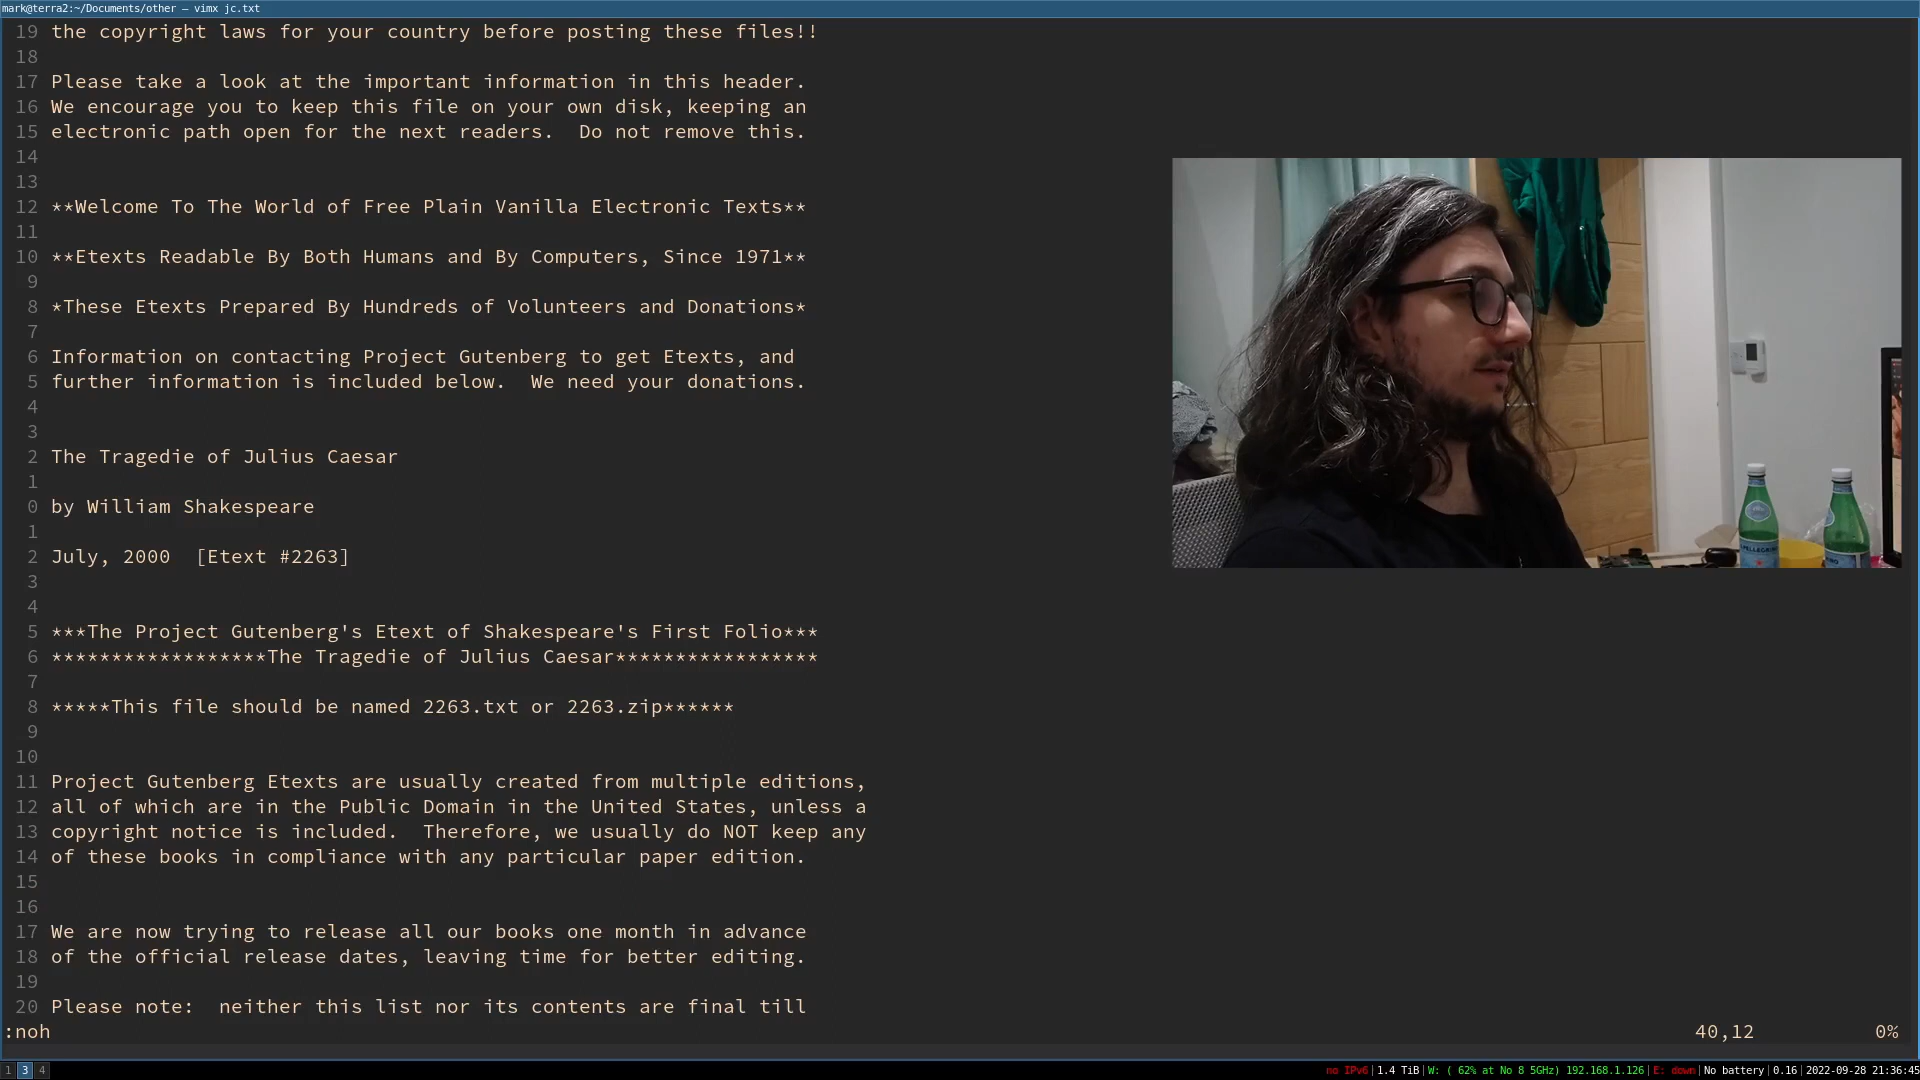 mark@terra2:~/Documents/other — vimx jc.txt
19 the copyright laws for your country before posting these files!!
18
17 Please take a look at the important information in this header.
16 We encourage you to keep this file on your own disk, keeping an
15 electronic path open for the next readers.  Do not remove this.
14
13
12 **Welcome To The World of Free Plain Vanilla Electronic Texts**
11
10 **Etexts Readable By Both Humans and By Computers, Since 1971**
9
8 *These Etexts Prepared By Hundreds of Volunteers and Donations*
7
6 Information on contacting Project Gutenberg to get Etexts, and
5 further information is included below.  We need your donations.
4
3
2 The Tragedie of Julius Caesar
1
0 by William Shakespeare
1
2 July, 2000  [Etext #2263]
3
4
5 ***The Project Gutenberg's Etext of Shakespeare's First Folio***
6 ******************The Tragedie of Julius Caesar*****************
7
8 *****This file should be named 2263.txt or 2263.zip******
9
10
11 Project Gutenberg Etexts are usually created from multiple editions,
12 all of which are in the Public Domain in the United States, unless a
13 copyright notice is included.  Therefore, we usually do NOT keep any
14 of these books in compliance with any particular paper edition.
15
16
17 We are now trying to release all our books one month in advance
18 of the official release dates, leaving time for better editing.
19
20 Please note:  neither this list nor its contents are final till
:noh 40,12 0%
1 3 4 no IPv6|1.4 TiB|W: ( 62% at No 8 5GHz) 192.168.1.126|E: down|No battery|0.16|2022-09-28 21:36:45